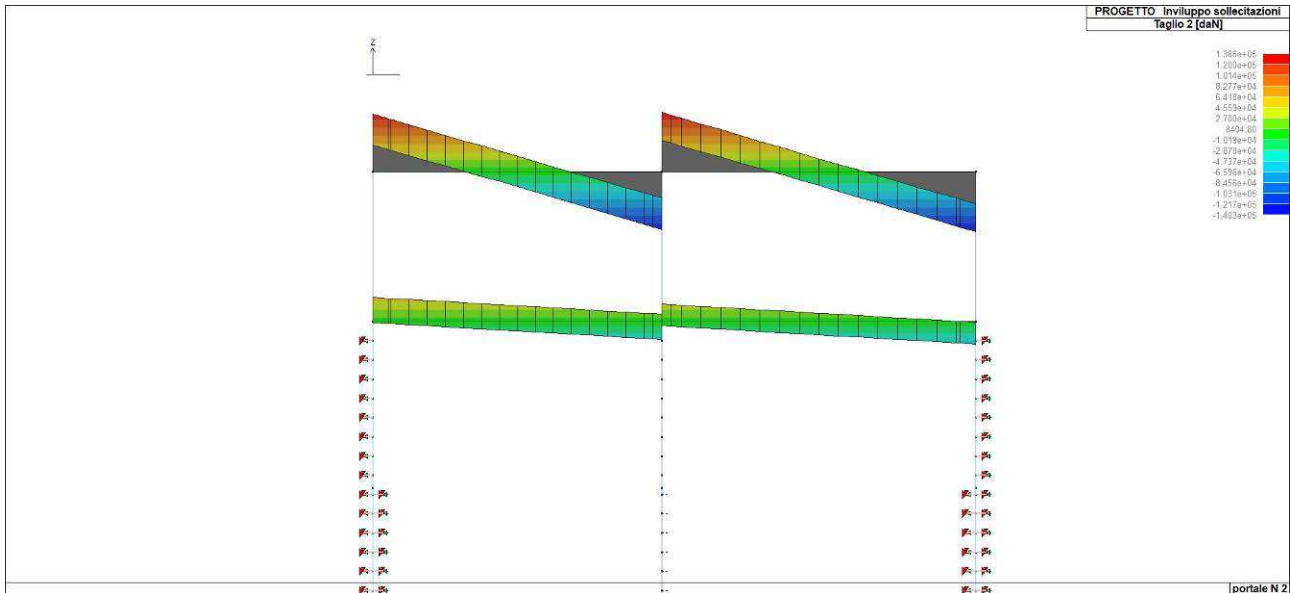 PROGETTO Inviluppo sollecitazioni
Taglio 2 [daN]
Z
1.386e+05
1.200e+05
1.014e+05
8.277e+04
6.418e+04
4.559e+04
2.700e+04
8404.80
-1.019e+04
-2.878e+04
-4.737e+04
-6.596e+04
-8.456e+04
-1.031e+05
-1.217e+05
-1.403e+05
portale N 2